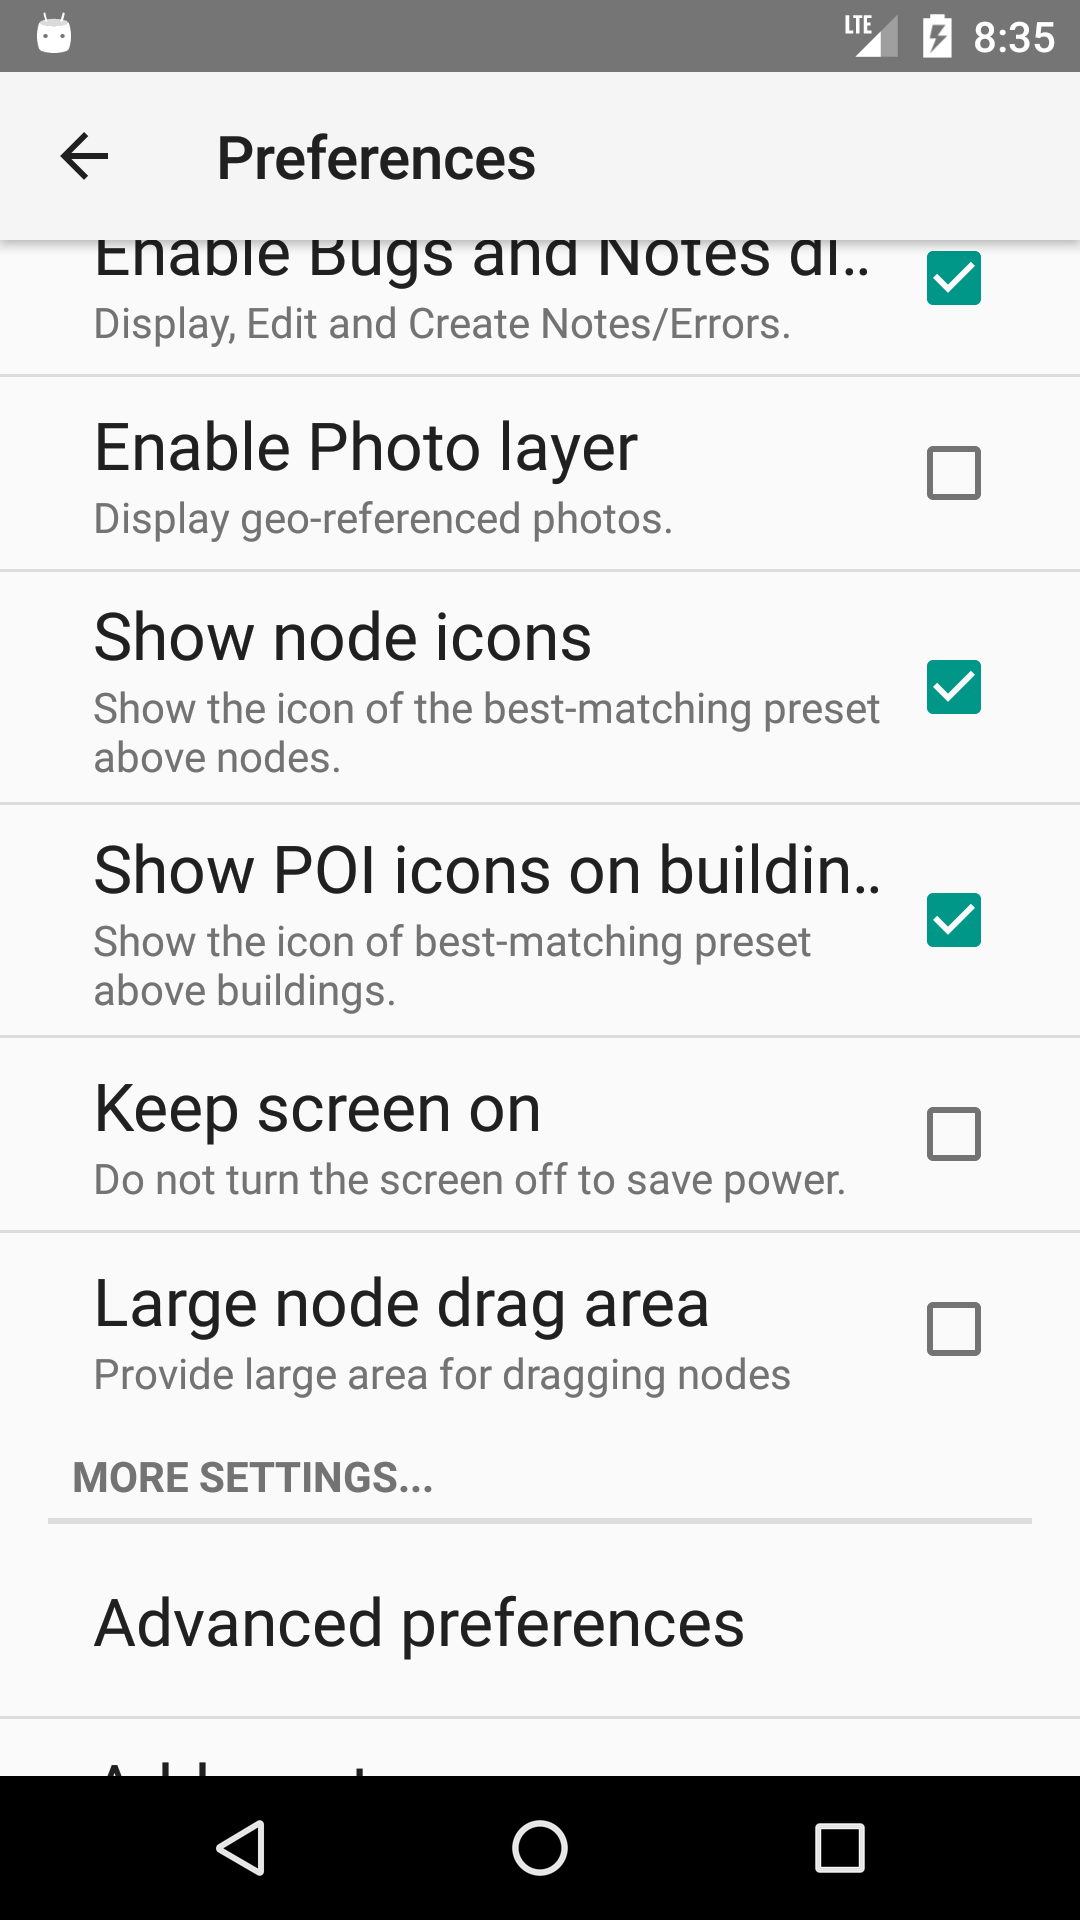 LTE 8:35
Preferences
Enable Bugs and Notes di..
Display, Edit and Create Notes/Errors.
Enable Photo layer
Display geo-referenced photos.
Show node icons
Show the icon of the best-matching preset
above nodes.
Show POI icons on buildin..
Show the icon of best-matching preset
above buildings.
Keep screen on
Do not turn the screen off to save power.
Large node drag area
Provide large area for dragging nodes
MORE SETTINGS...
Advanced preferences